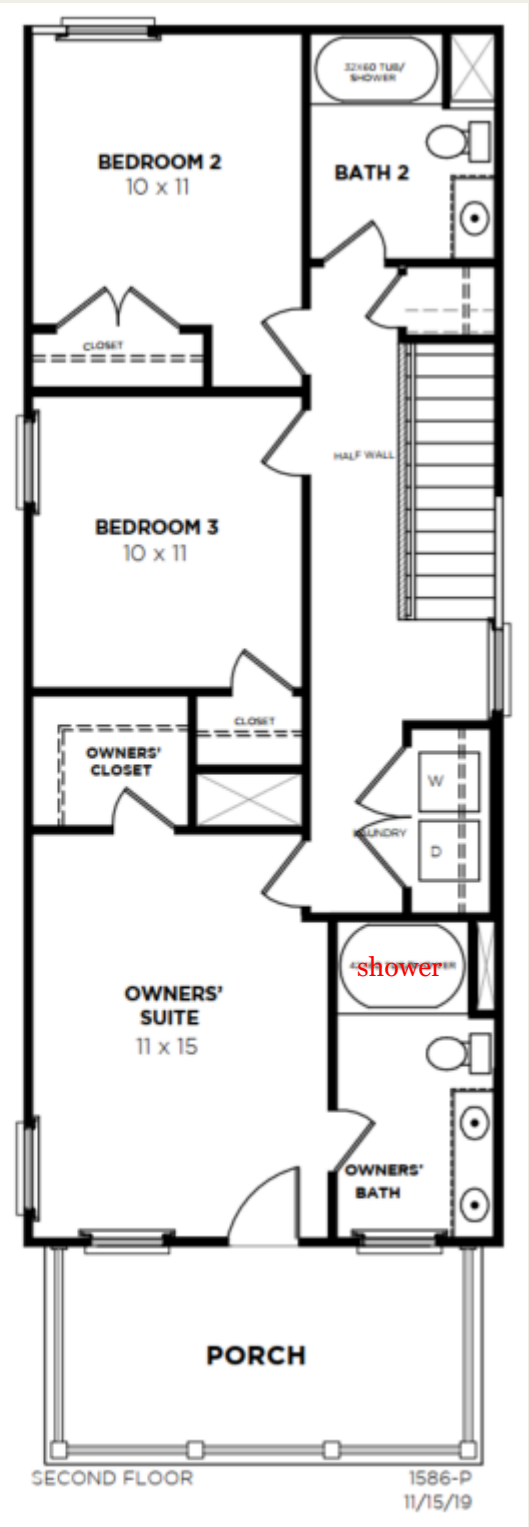 32X60 TUB/
SHOWER
BEDROOM 2
10 x 11
BATH 2
CLOSET
HALF WALL
BEDROOM 3
10 x 11
CLOSET
OWNERS'
CLOSET
W
LAUNDRY
D
shower
OWNERS'
SUITE
11 x 15
OWNERS'
BATH
PORCH
SECOND FLOOR
1586-P
11/15/19